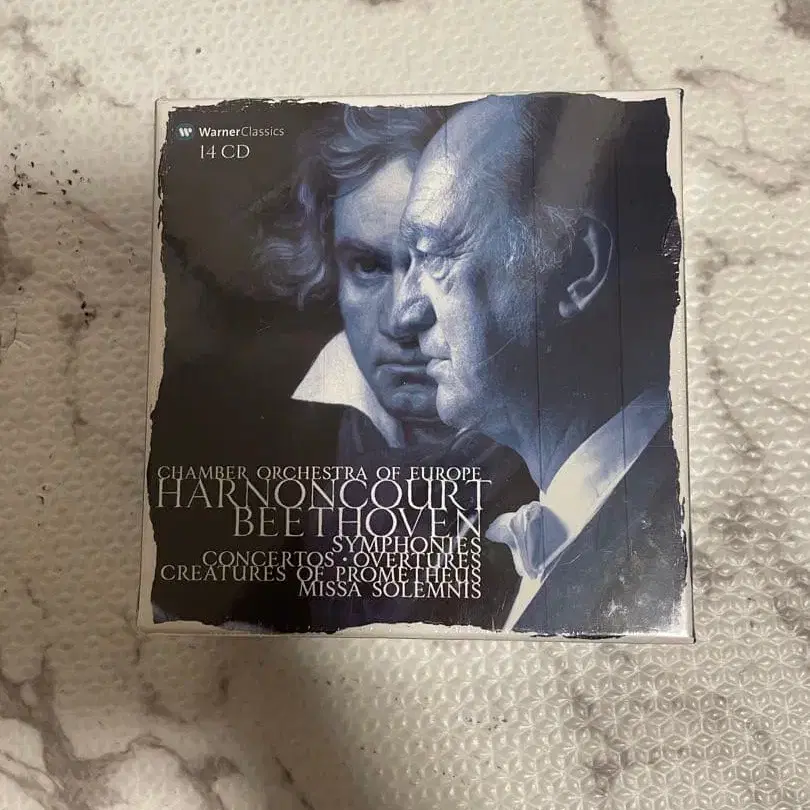 WarnerClassics
14 CD
CHAMBER ORCHESTRA OF EUROPE
HARNONCOURT
BEETHOVEN
SYMPHONIES
CONCERTOS · OVERTURES
CREATURES OF PROMETHEUS
MISSA SOLEMNIS